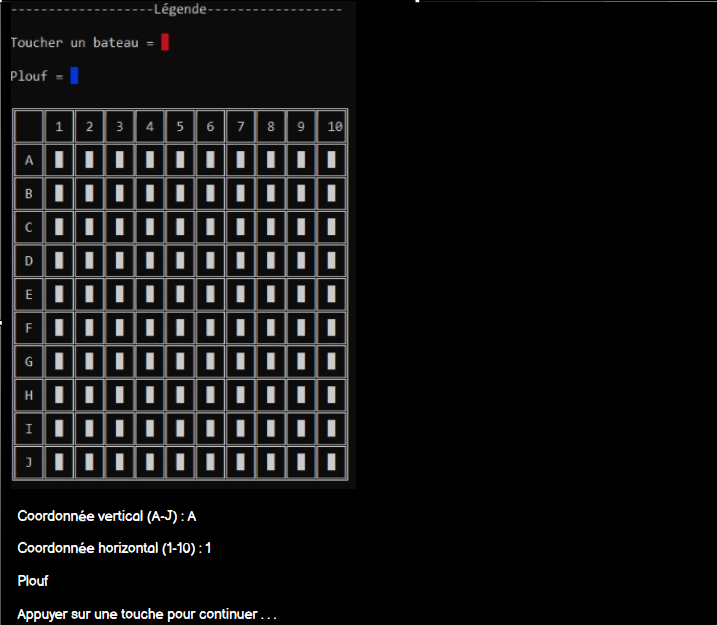 -------------------Légende-----------------
Toucher un bateau =
Plouf =
1 2 3 4 5 6 7 8 9 10
A
B
C
D
E
F
G
H
I
J
Coordonnée vertical (A-J) : A
Coordonnée horizontal (1-10) : 1
Plouf
Appuyer sur une touche pour continuer . . .